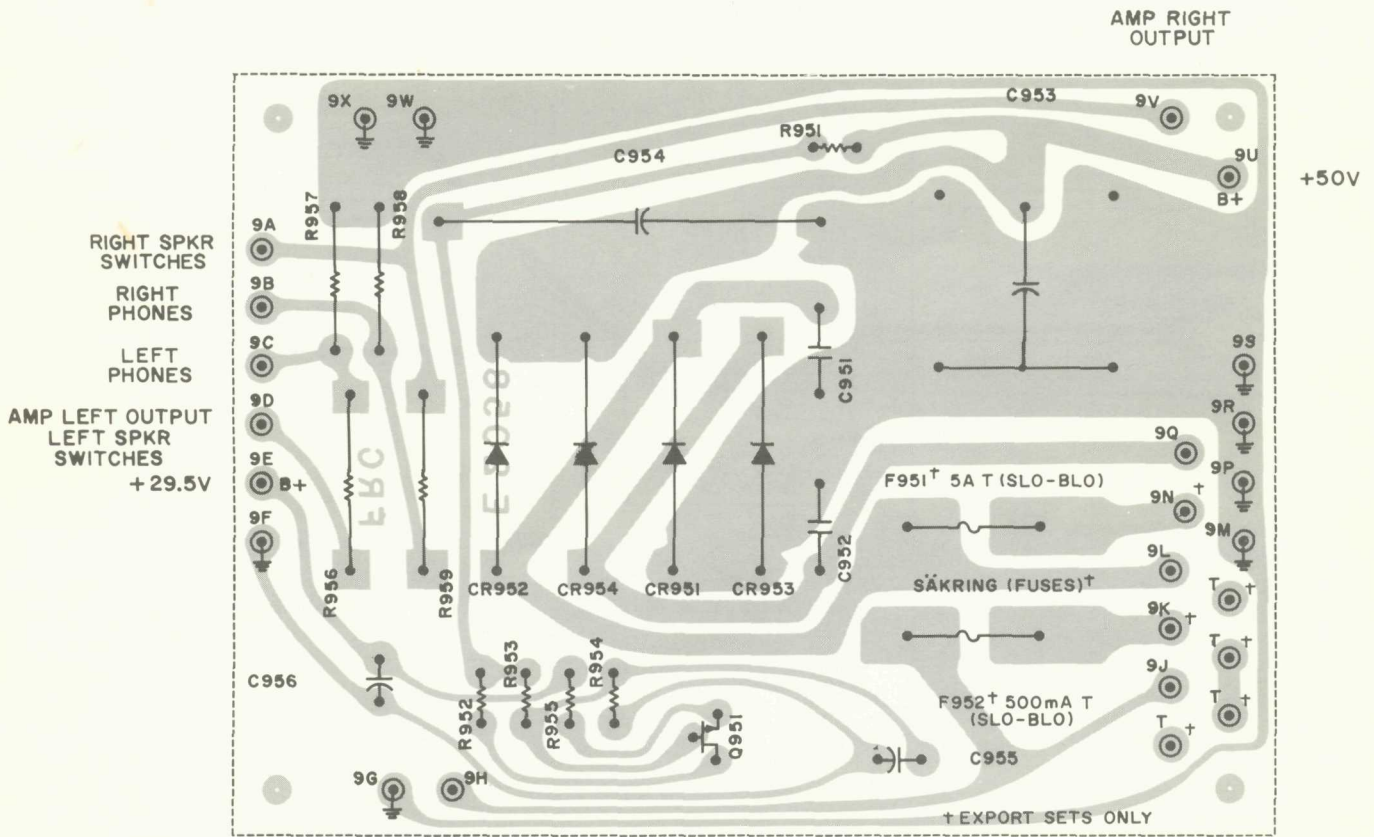 AMP RIGHT
OUTPUT
9X
9W
C953
9V
R951
C954
9U
+50V
B+
R957
R958
9A
RIGHT SPKR
SWITCHES
9B
RIGHT
PHONES
9C
LEFT
PHONES
9S
C951
9D
AMP LEFT OUTPUT
LEFT SPKR
SWITCHES
9R
9Q
9E
+29.5V
B+
FRG
F951† 5A T (SLO-BLO)
9P
9N †
9F
C952
9M
9L
R956
R959
CR952
CR954
CR951
CR953
SÄKRING (FUSES)†
T †
9K †
R953
R954
T †
C956
9J
R952
R955
Q951
F952† 500mA T
(SLO-BLO)
T †
T †
C955
9G
9H
† EXPORT SETS ONLY